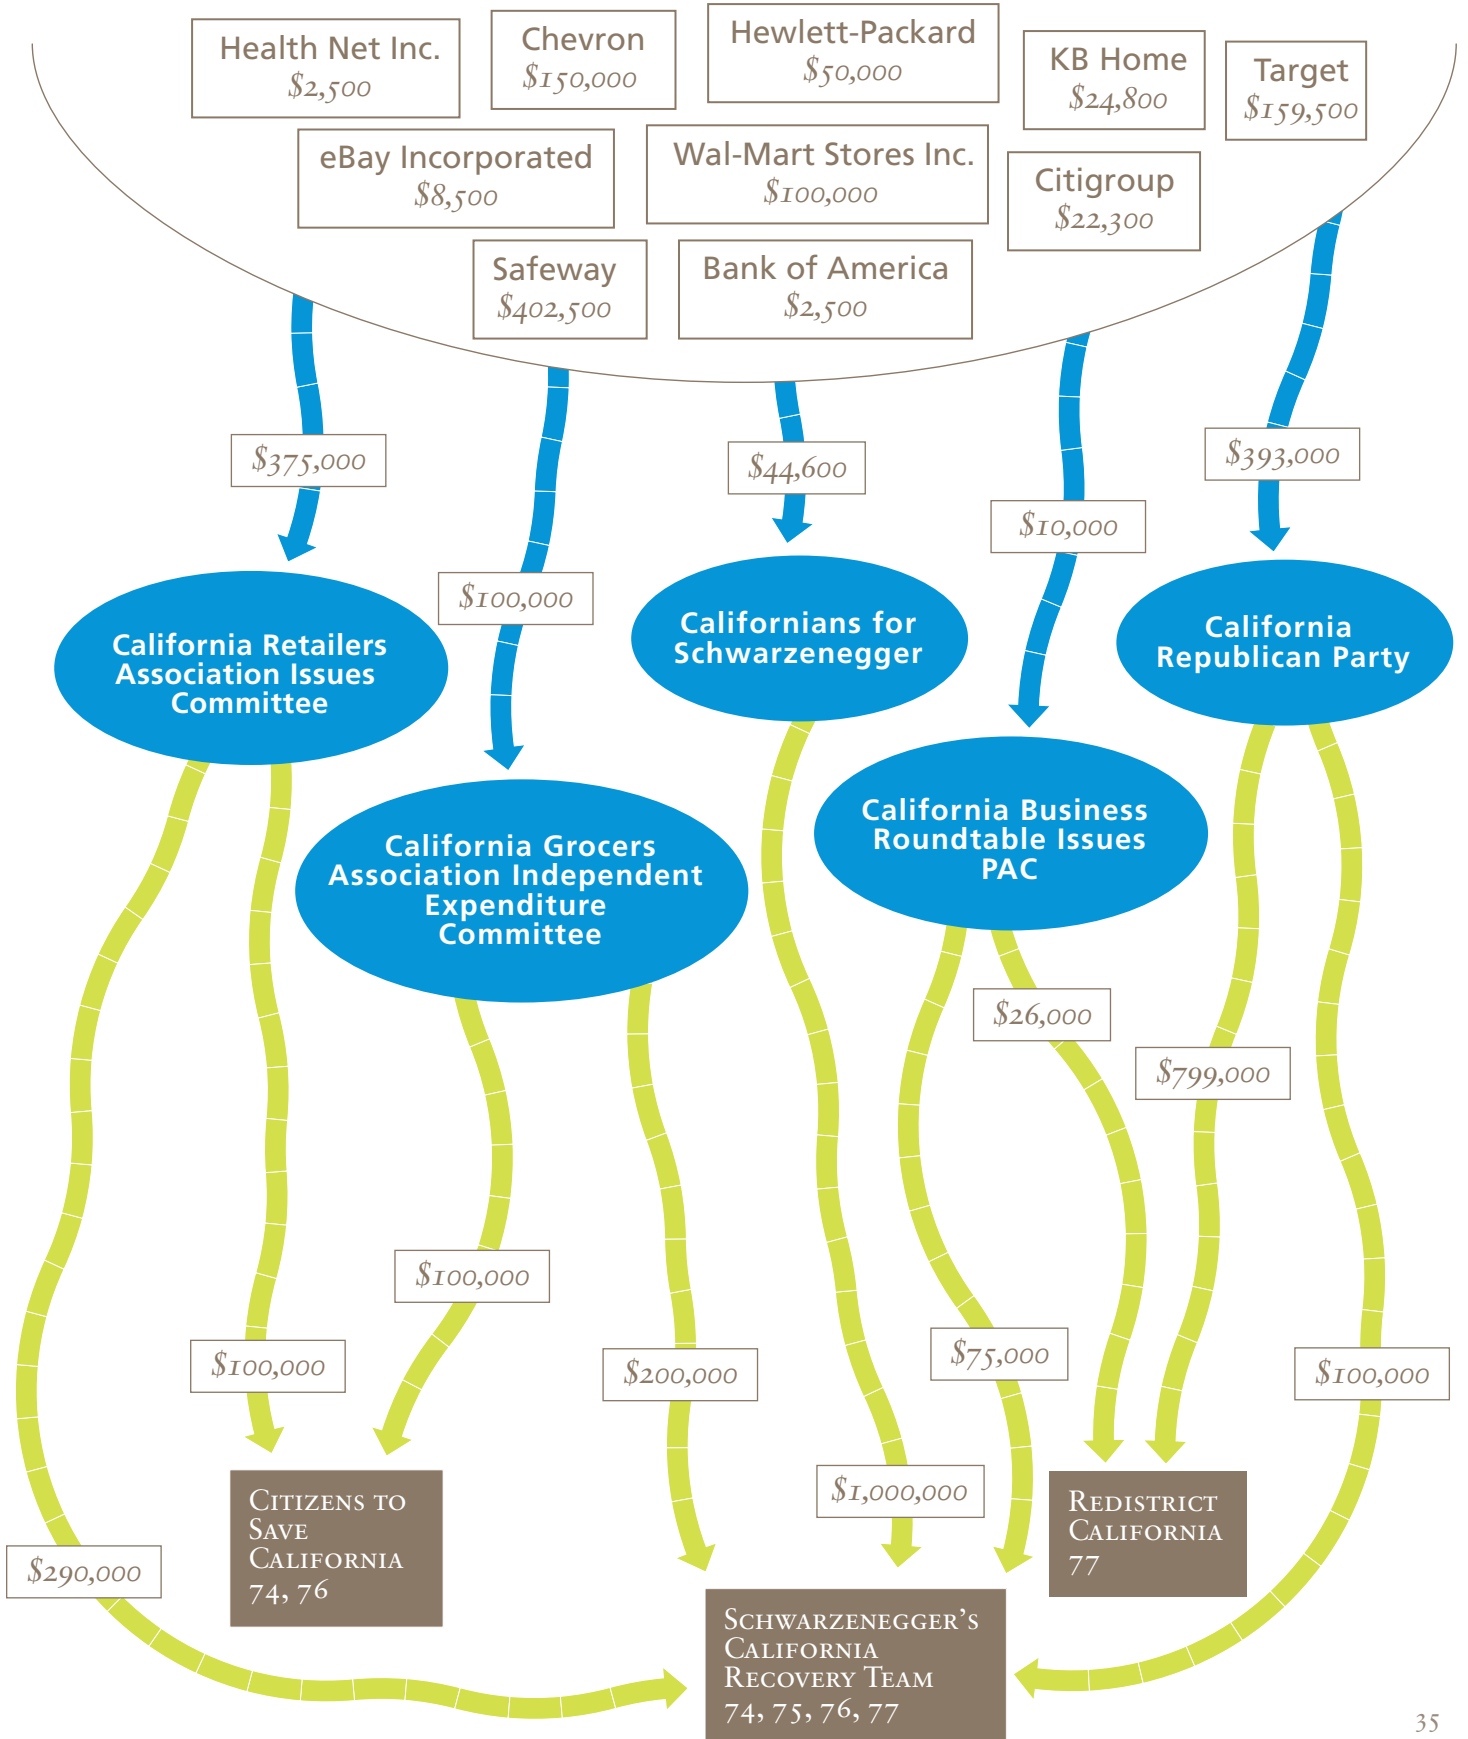 Health Net Inc.
$2,500
Chevron
$150,000
Hewlett-Packard
$50,000
KB Home
$24,800
Target
$159,500
eBay Incorporated
$8,500
Wal-Mart Stores Inc.
$100,000
Citigroup
$22,300
Safeway
$402,500
Bank of America
$2,500
$375,000
$100,000
$44,600
$10,000
$393,000
California Retailers
Association Issues
Committee
Californians for
Schwarzenegger
California
Republican Party
California Grocers
Association Independent
Expenditure
Committee
California Business
Roundtable Issues
PAC
$26,000
$799,000
$100,000
$100,000
$200,000
$75,000
$100,000
$1,000,000
$290,000
Citizens to
Save
California
74, 76
Redistrict
California
77
Schwarzenegger's
California
Recovery Team
74, 75, 76, 77
35